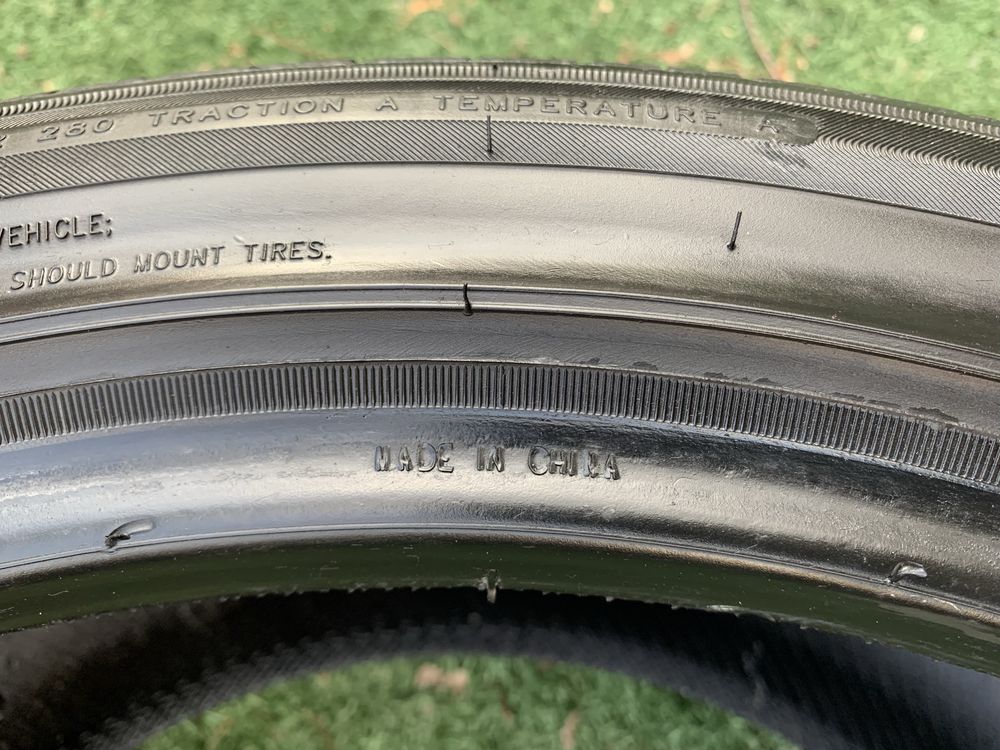 280 TRACTION A TEMPERATURE A
VEHICLE;
SHOULD MOUNT TIRES.
MADE IN CHINA